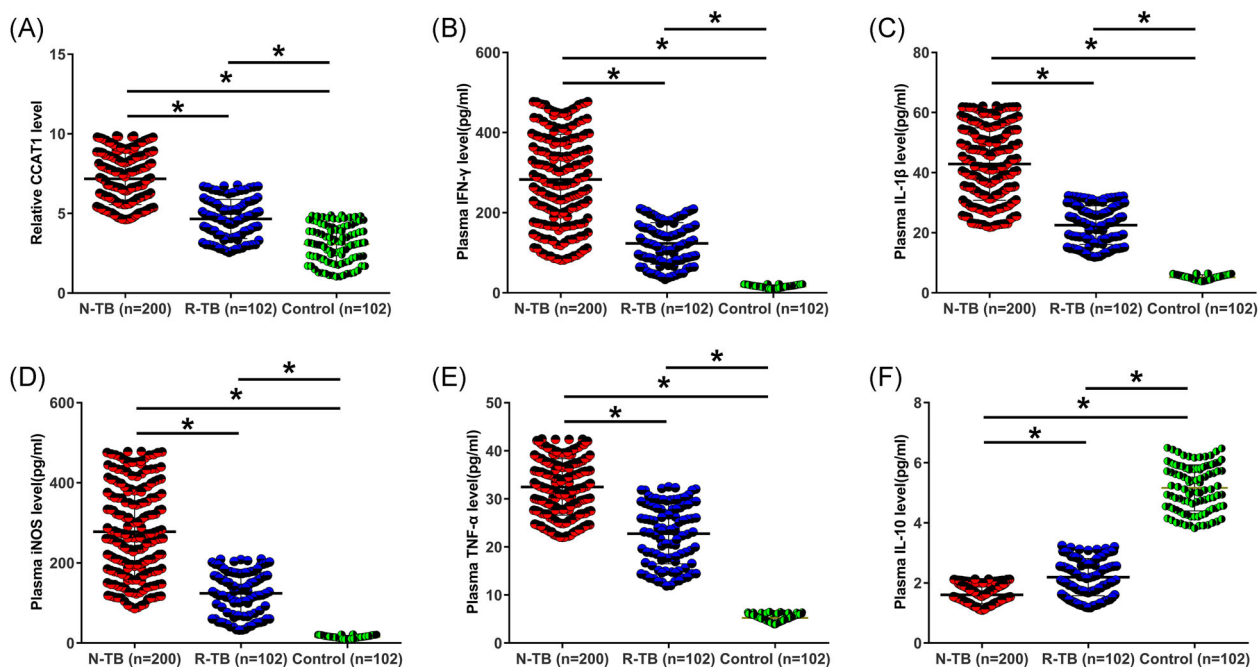 (A)
Relative CCAT1 level
15
10
5
0
*
*
*
N-TB (n=200) R-TB (n=102) Control (n=102)
(B)
Plasma IFN-γ level(pg/ml)
600
400
200
0
*
*
*
N-TB (n=200) R-TB (n=102) Control (n=102)
(C)
Plasma IL-1β level(pg/ml)
80
60
40
20
0
*
*
*
N-TB (n=200) R-TB (n=102) Control (n=102)
(D)
Plasma iNOS level(pg/ml)
600
400
200
0
*
*
*
N-TB (n=200) R-TB (n=102) Control (n=102)
(E)
Plasma TNF-α level(pg/ml)
50
40
30
20
10
0
*
*
*
N-TB (n=200) R-TB (n=102) Control (n=102)
(F)
Plasma IL-10 level(pg/ml)
8
6
4
2
0
*
*
*
N-TB (n=200) R-TB (n=102) Control (n=102)